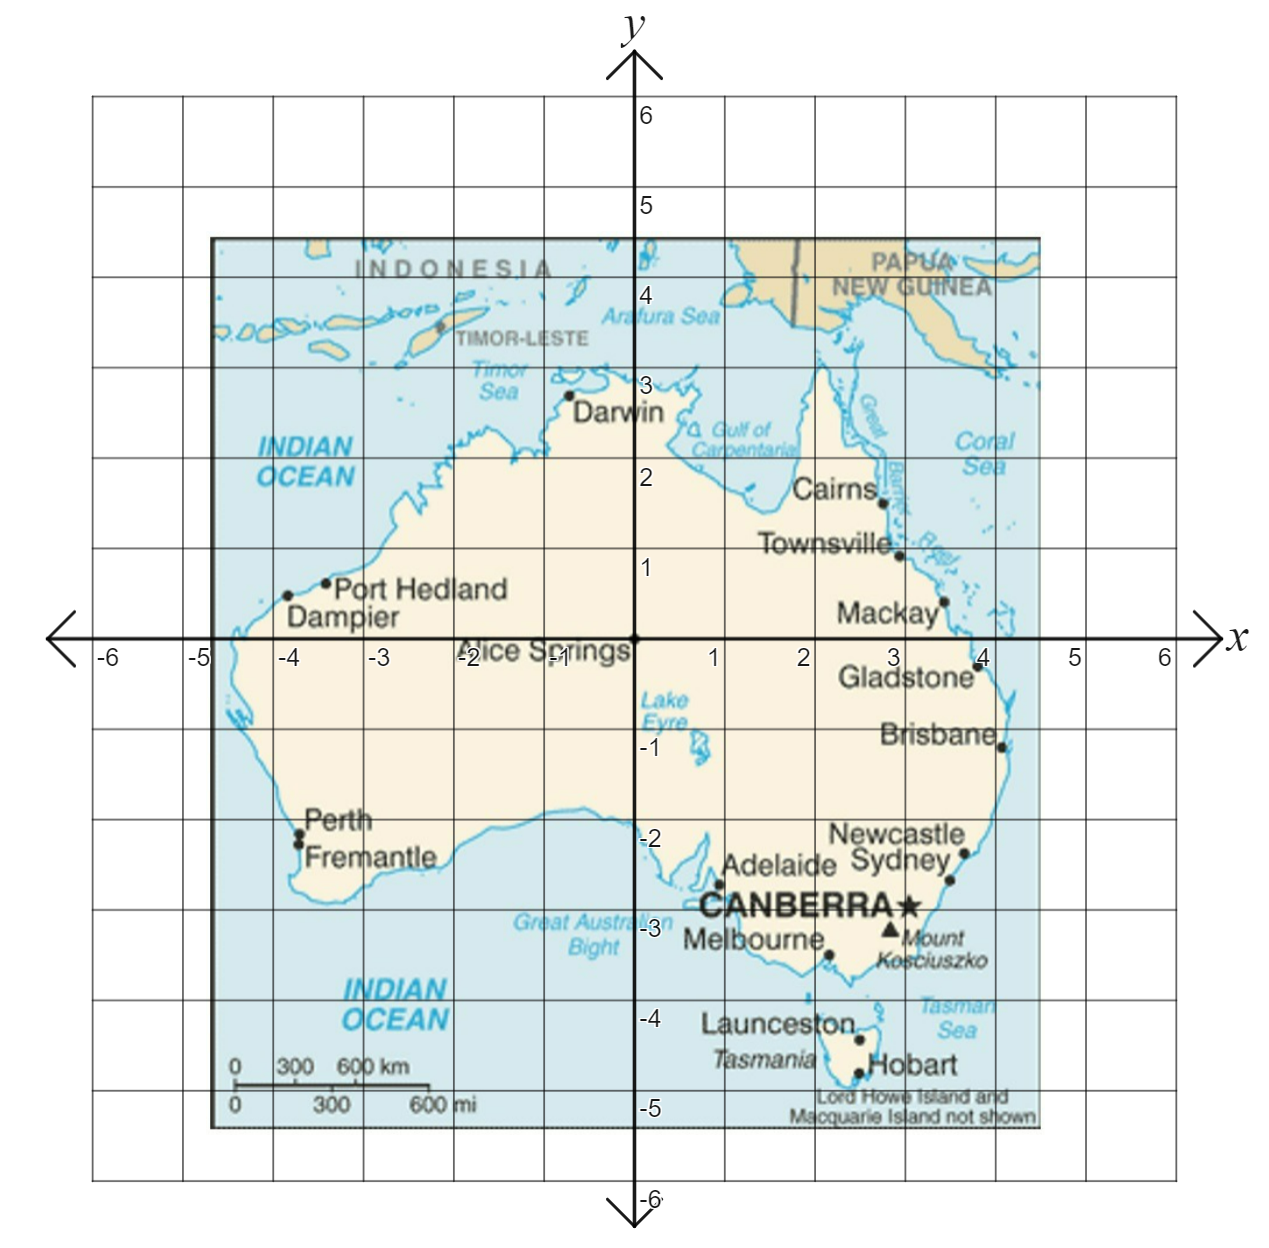 y
6
5
INDONESIA
PAPUA
NEW GUINEA
4
Arafura Sea
TIMOR-LESTE
Timor
Sea
3
Darwin
Great
Gulf of
Carpentaria
INDIAN
OCEAN
Coral
Sea
2
Barrier
Cairns
Townsville
Reef
1
Port Hedland
Dampier
Mackay
x
Alice Springs
-6 -5 -4 -3 -2 -1 1 2 3 4 5 6
Gladstone
Lake
Eyre
Brisbane
-1
Perth
Newcastle
-2
Fremantle
Adelaide Sydney
CANBERRA
Great Australian
Bight
-3
Melbourne
Mount
Kosciuszko
INDIAN
OCEAN
Tasman
Sea
-4
Launceston
Tasmania
Hobart
0 300 600 km
0 300 600 mi
Lord Howe Island and
Macquarie Island not shown
-5
-6